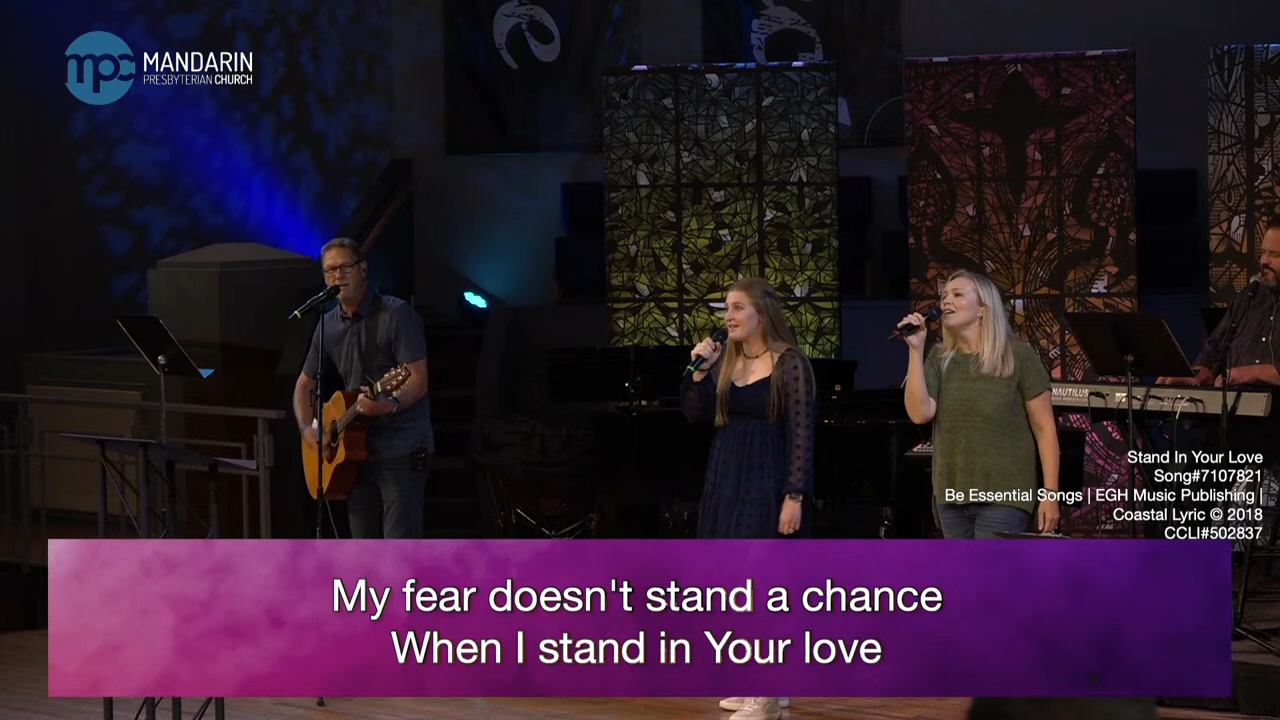 mpc
MANDARIN
PRESBYTERIAN CHURCH
NAUTILUS
Stand In Your Love
Song#7107821
Be Essential Songs | EGH Music Publishing |
Coastal Lyric © 2018
CCLI#502837
My fear doesn't stand a chance
When I stand in Your love